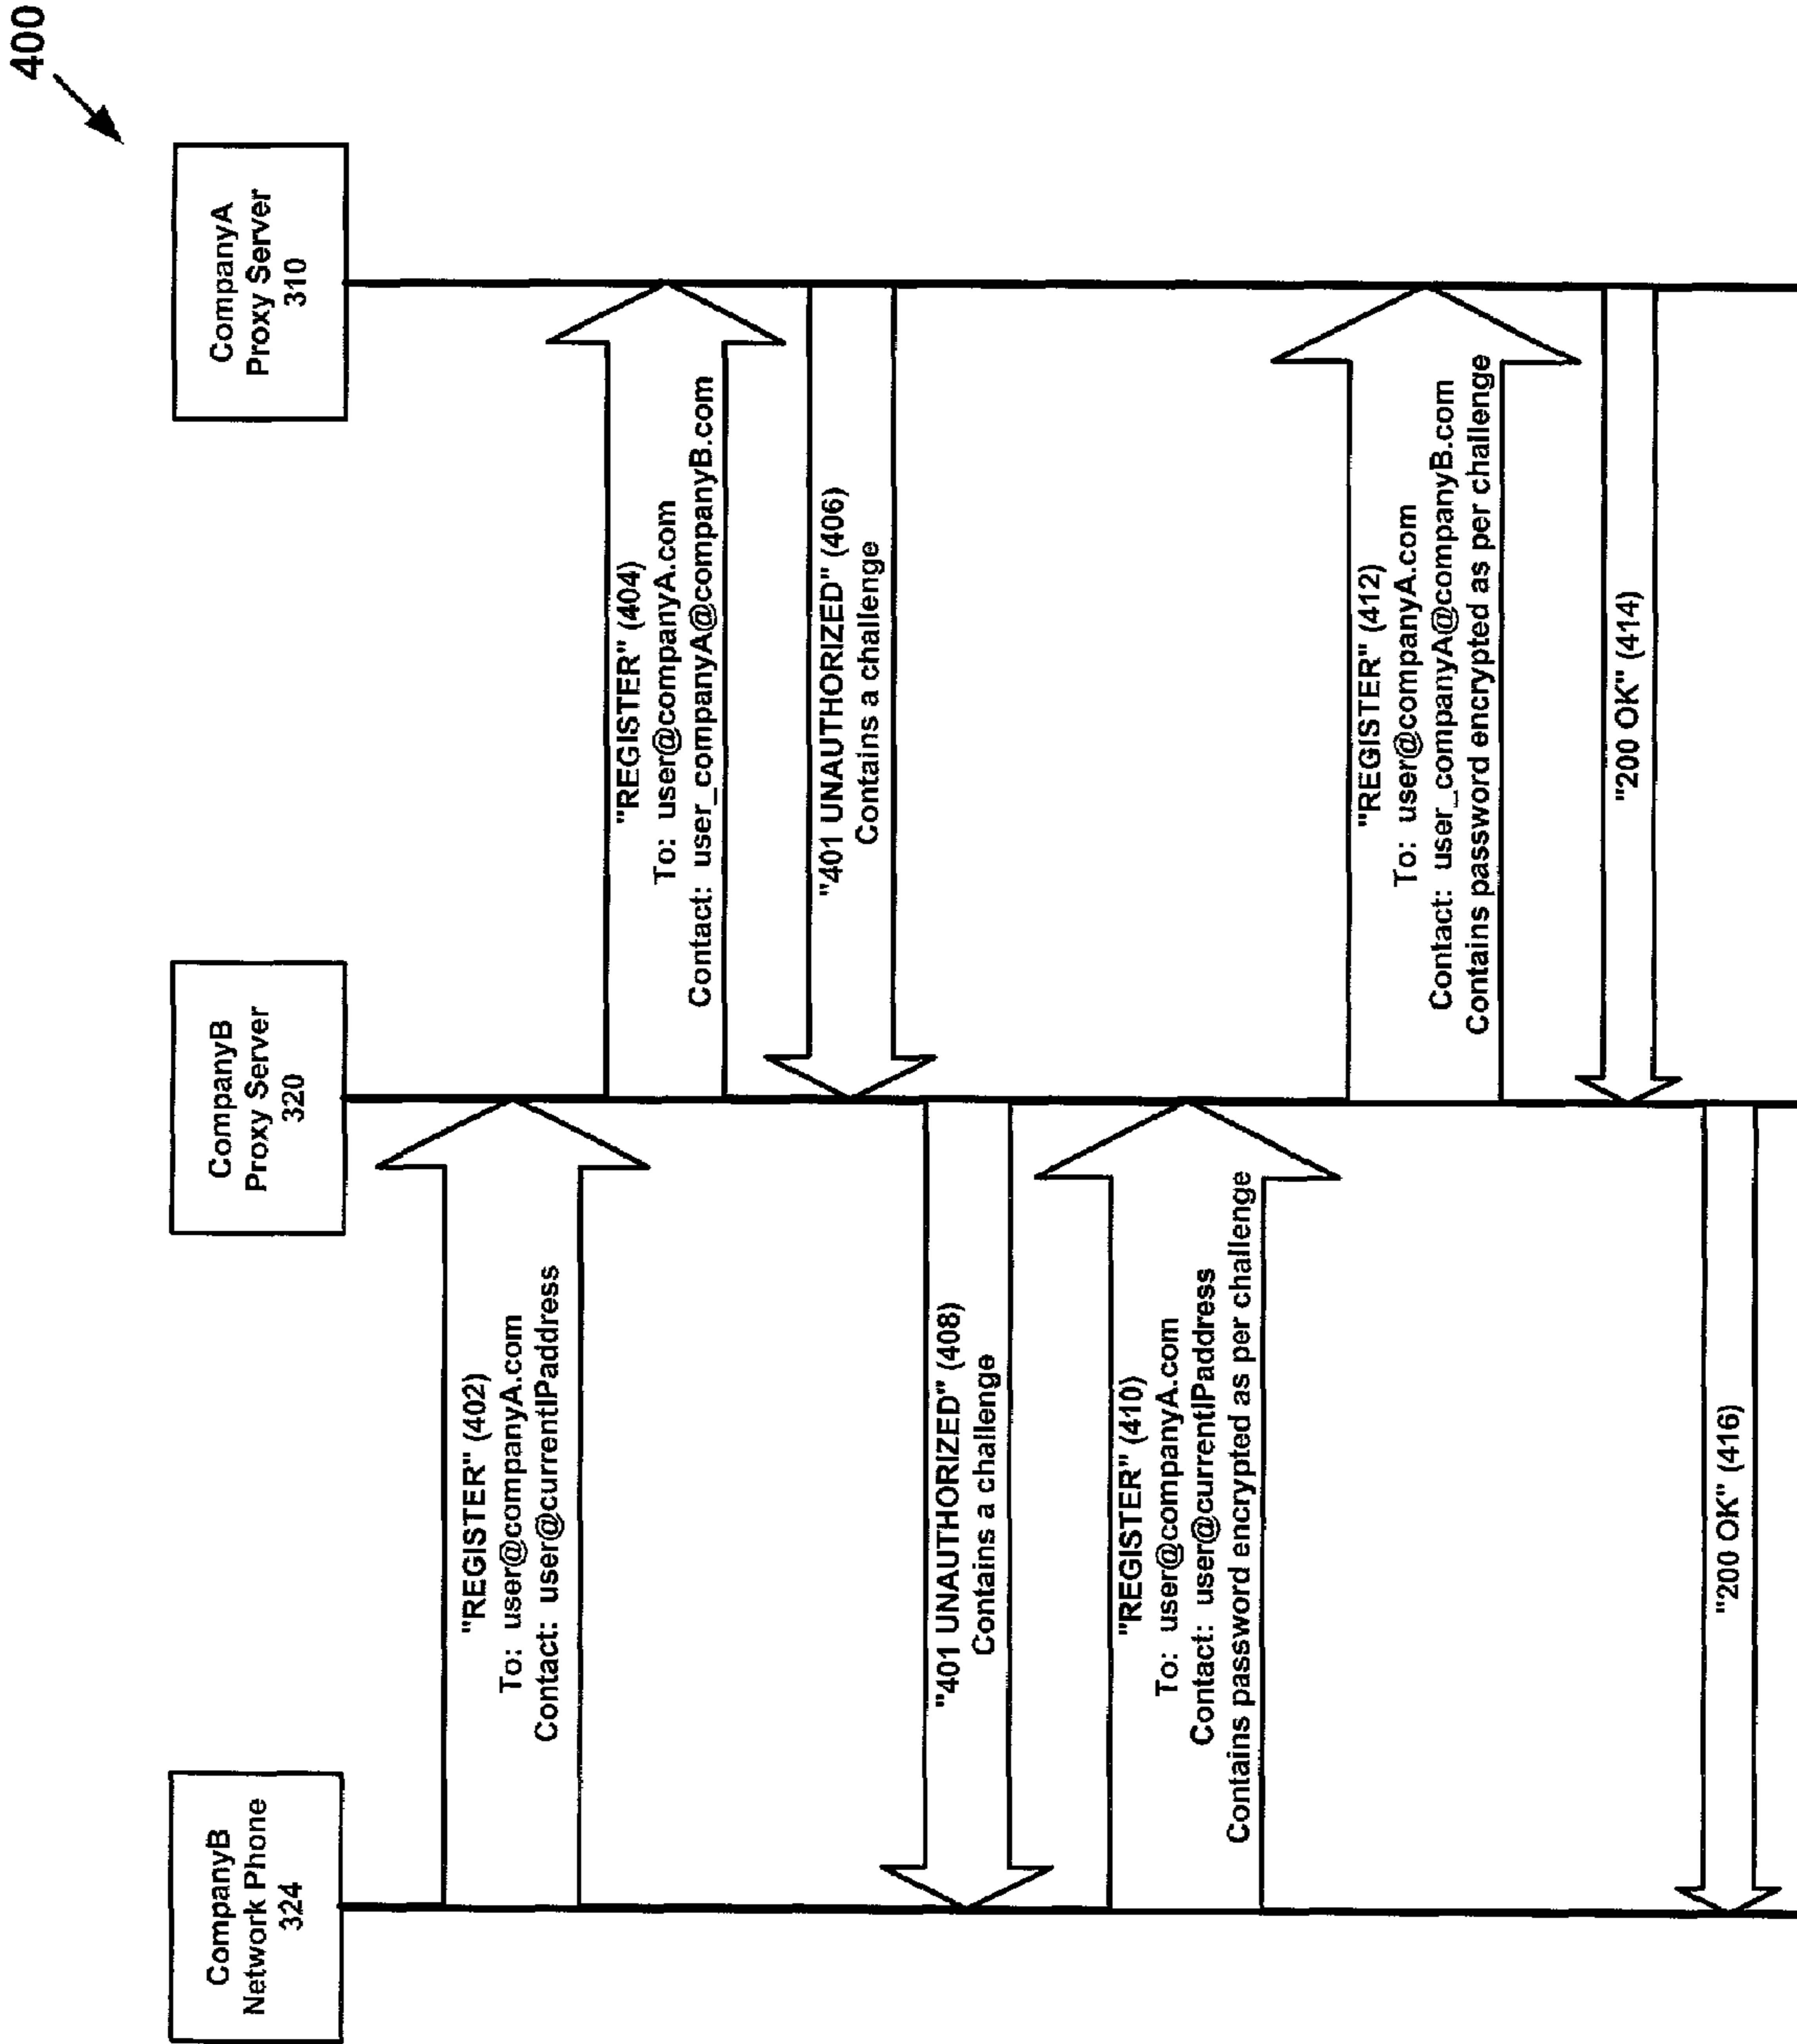 400
CompanyB
Network Phone
324
CompanyB
Proxy Server
320
CompanyA
Proxy Server
310
"REGISTER" (402)
To: user@companyA.com
Contact: user@currentIPaddress
"REGISTER" (404)
To: user@companyA.com
Contact: user_companyA@companyB.com
"401 UNAUTHORIZED" (406)
Contains a challenge
"401 UNAUTHORIZED" (408)
Contains a challenge
"REGISTER" (410)
To: user@companyA.com
Contact: user@currentIPaddress
Contains password encrypted as per challenge
"REGISTER" (412)
To: user@companyA.com
Contact: user_companyA@companyB.com
Contains password encrypted as per challenge
"200 OK" (414)
"200 OK" (416)